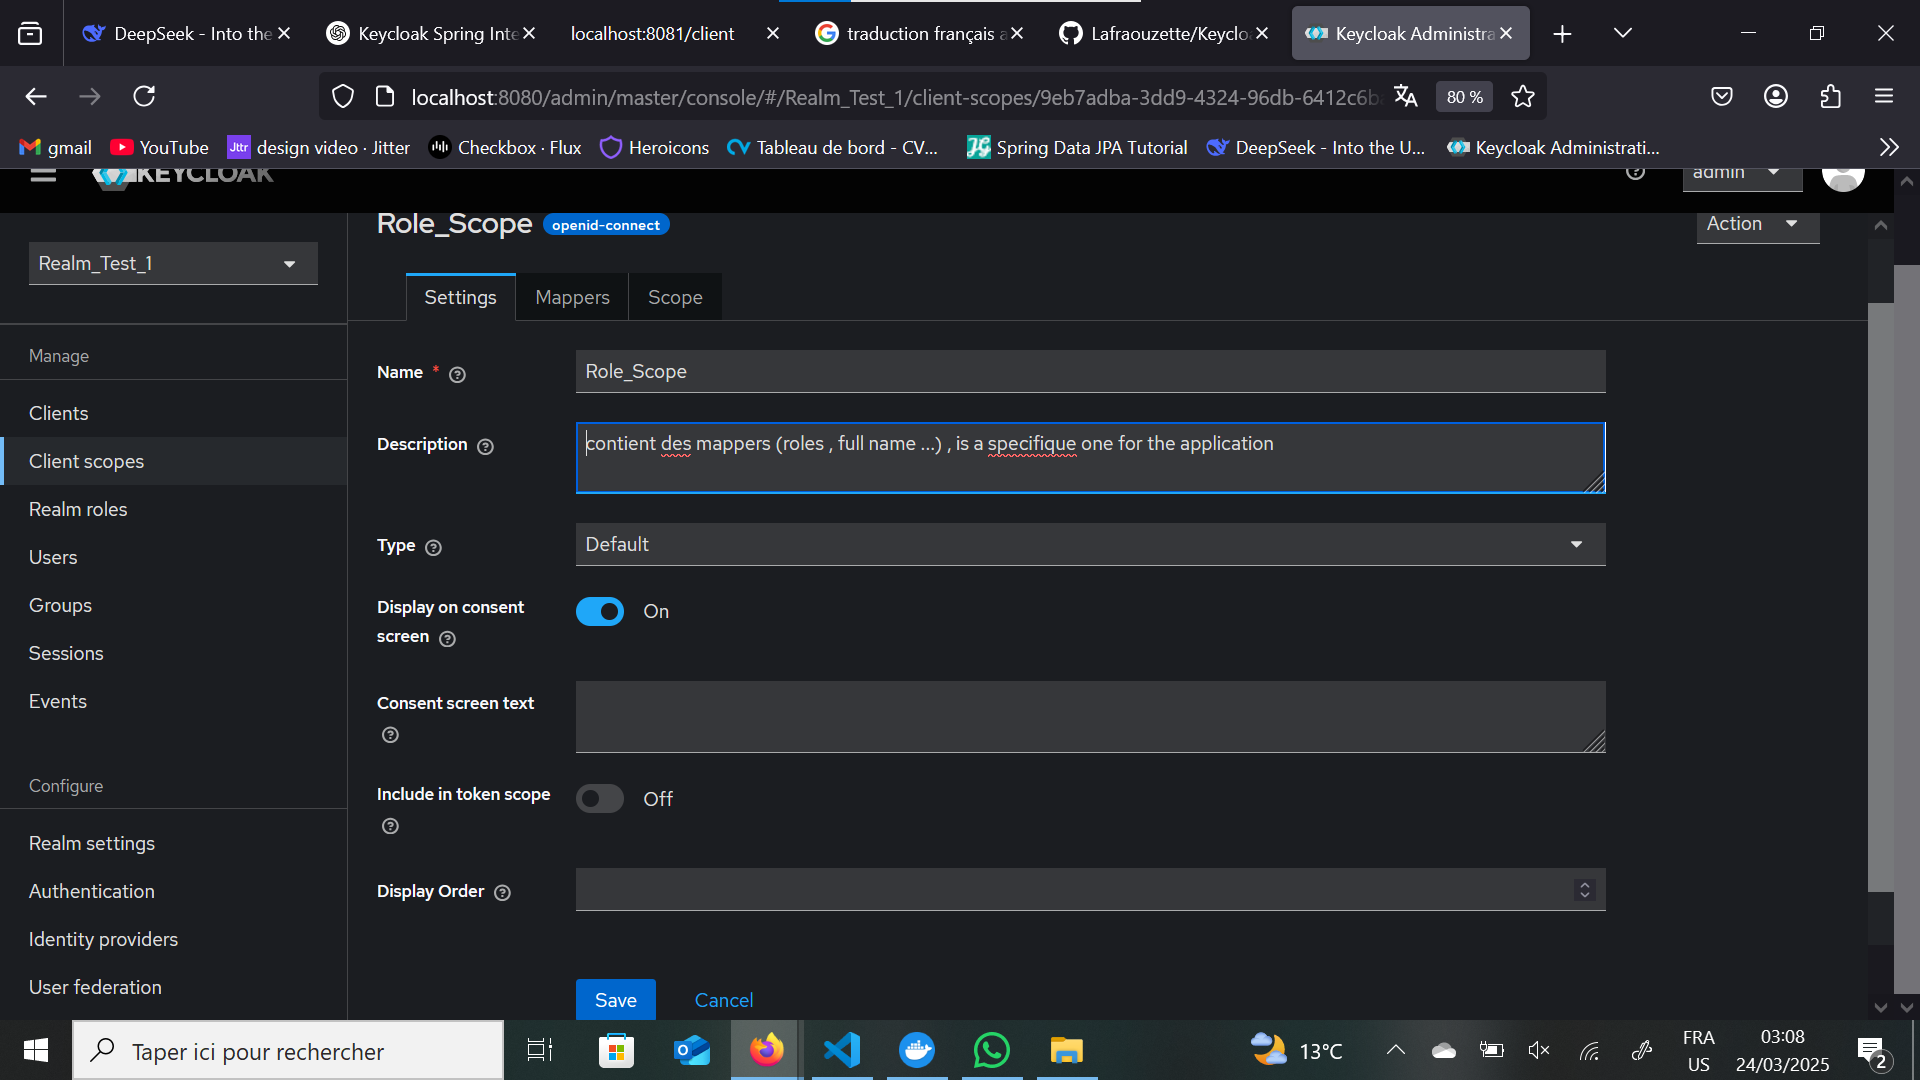 DeepSeek - Into the
Keycloak Spring Inte
localhost:8081/client
traduction français a
Lafraouzette/Keyclo
Keycloak Administra
localhost:8080/admin/master/console/#/Realm_Test_1/client-scopes/9eb7adba-3dd9-4324-96db-6412c6b
80 %
gmail
YouTube
Jttr
design video · Jitter
Checkbox · Flux
Heroicons
Tableau de bord - CV...
Spring Data JPA Tutorial
DeepSeek - Into the U...
Keycloak Administrati...
KEYCLOAK
admin
Role_Scope
openid-connect
Action
Realm_Test_1
Settings
Mappers
Scope
Manage
Clients
Client scopes
Realm roles
Users
Groups
Sessions
Events
Configure
Realm settings
Authentication
Identity providers
User federation
Name *
Role_Scope
Description
contient des mappers (roles , full name ...) , is a specifique one for the application
Type
Default
Display on consent
screen
On
Consent screen text
Include in token scope
Off
Display Order
Save
Cancel
Taper ici pour rechercher
13°C
FRA
US
03:08
24/03/2025
2